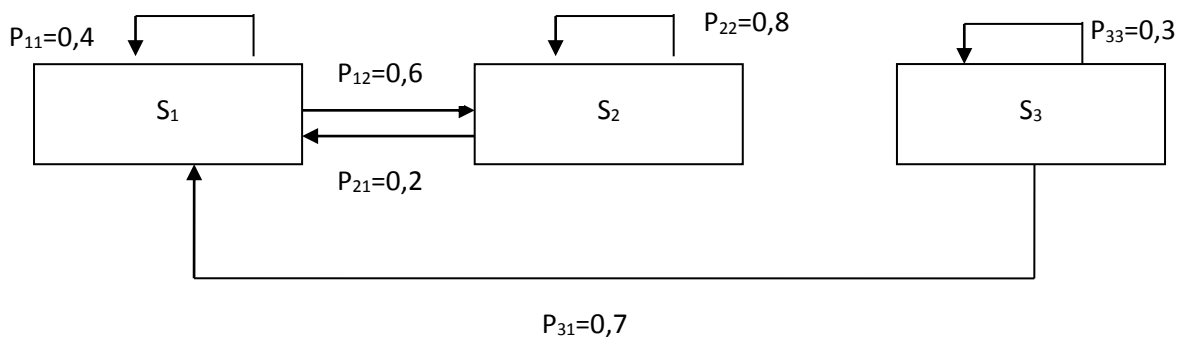 P₁₁=0,4
P₂₂=0,8
P₃₃=0,3
P₁₂=0,6
S₁
S₂
S₃
P₂₁=0,2
P₃₁=0,7